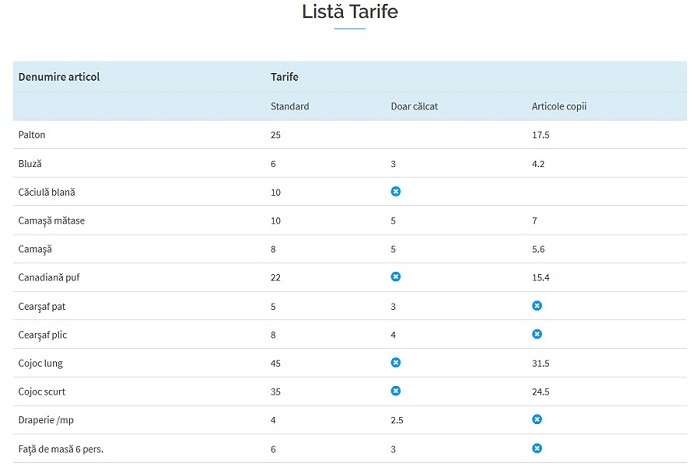 Listă Tarife
Denumire articol Tarife
Standard Doar călcat Articole copii
Palton 25 17.5
Bluză 6 3 4.2
Căciulă blană 10
Camaşă mătase 10 5 7
Camaşă 8 5 5.6
Canadiană puf 22 15.4
Cearşaf pat 5 3
Cearşaf plic 8 4
Cojoc lung 45 31.5
Cojoc scurt 35 24.5
Draperie /mp 4 2.5
Faţă de masă 6 pers. 6 3